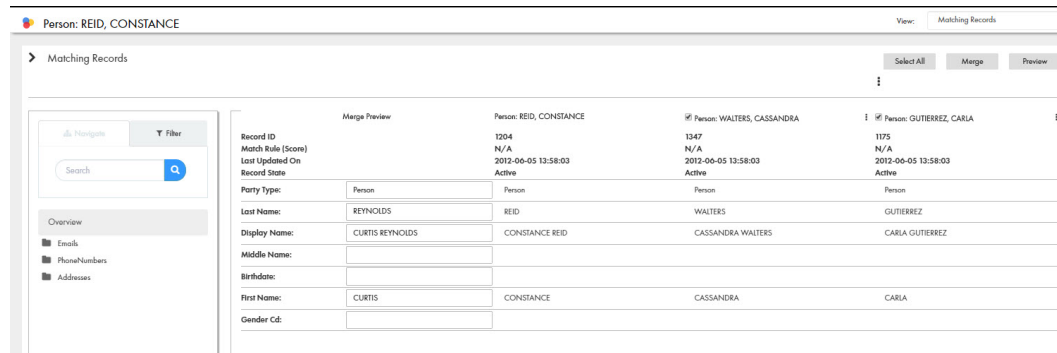 Person: REID, CONSTANCE View: Matching Records
Matching Records
Select All Merge Preview
Navigate Filter
Search
Overview
Emails
PhoneNumbers
Addresses
Merge Preview Person: REID, CONSTANCE Person: WALTERS, CASSANDRA Person: GUTIERREZ, CARLA
Record ID 1204 1347 1175
Match Rule (Score) N/A N/A N/A
Last Updated On 2012-06-05 13:58:03 2012-06-05 13:58:03 2012-06-05 13:58:03
Record State Active Active Active
Party Type: Person Person Person Person
Last Name: REYNOLDS REID WALTERS GUTIERREZ
Display Name: CURTIS REYNOLDS CONSTANCE REID CASSANDRA WALTERS CARLA GUTIERREZ
Middle Name:
Birthdate:
First Name: CURTIS CONSTANCE CASSANDRA CARLA
Gender Cd: